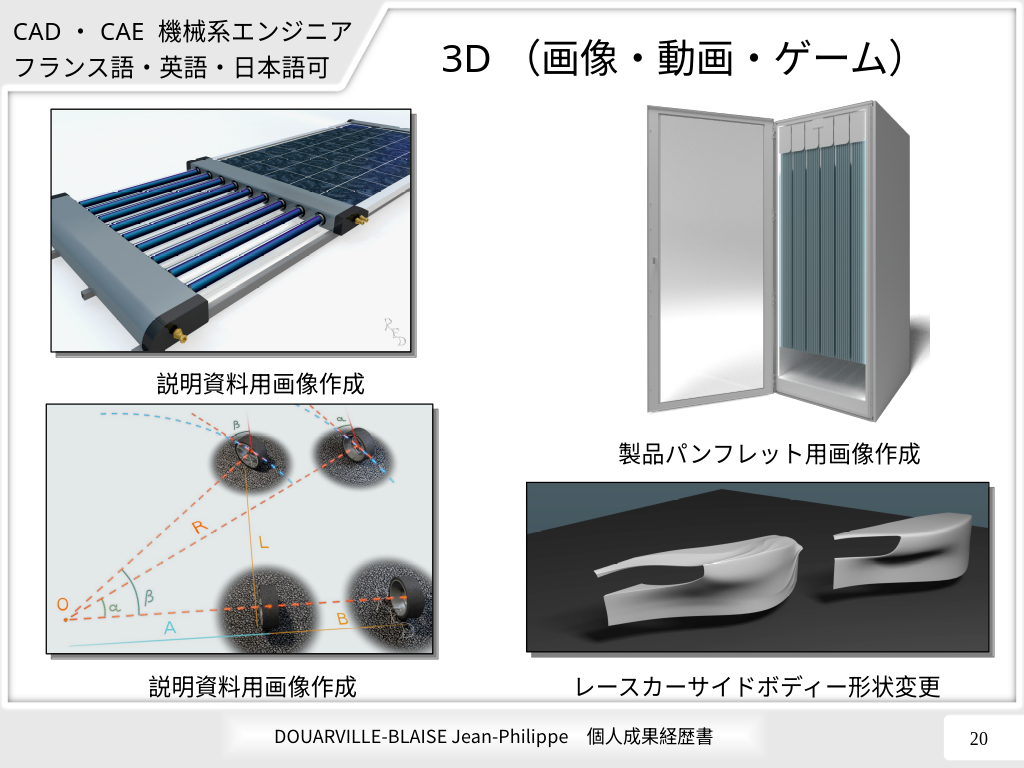 CAD ・ CAE 機械系エンジニア
フランス語・英語・日本語可
3D （画像・動画・ゲーム）
RED
説明資料用画像作成
製品パンフレット用画像作成
β
α
R
L
O
α
β
A
B
説明資料用画像作成
レースカーサイドボディー形状変更
DOUARVILLE-BLAISE Jean-Philippe 個人成果経歴書
20